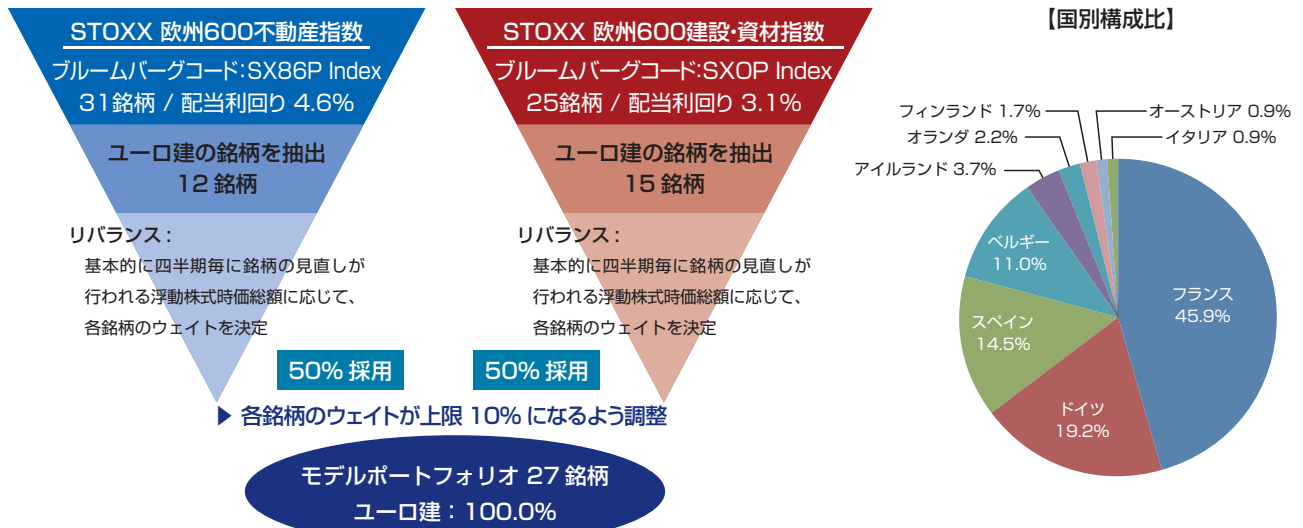 STOXX 欧州600不動産指数
ブルームバーグコード:SX86P Index
31銘柄 / 配当利回り 4.6%
ユーロ建の銘柄を抽出
12 銘柄
リバランス：
基本的に四半期毎に銘柄の見直しが
行われる浮動株式時価総額に応じて、
各銘柄のウェイトを決定
50% 採用
STOXX 欧州600建設・資材指数
ブルームバーグコード:SXOP Index
25銘柄 / 配当利回り 3.1%
ユーロ建の銘柄を抽出
15 銘柄
リバランス：
基本的に四半期毎に銘柄の見直しが
行われる浮動株式時価総額に応じて、
各銘柄のウェイトを決定
50% 採用
▶ 各銘柄のウェイトが上限 10% になるよう調整
モデルポートフォリオ 27 銘柄
ユーロ建：100.0%
【国別構成比】
フィンランド 1.7%
オーストリア 0.9%
オランダ 2.2%
イタリア 0.9%
アイルランド 3.7%
ベルギー
11.0%
フランス
45.9%
スペイン
14.5%
ドイツ
19.2%